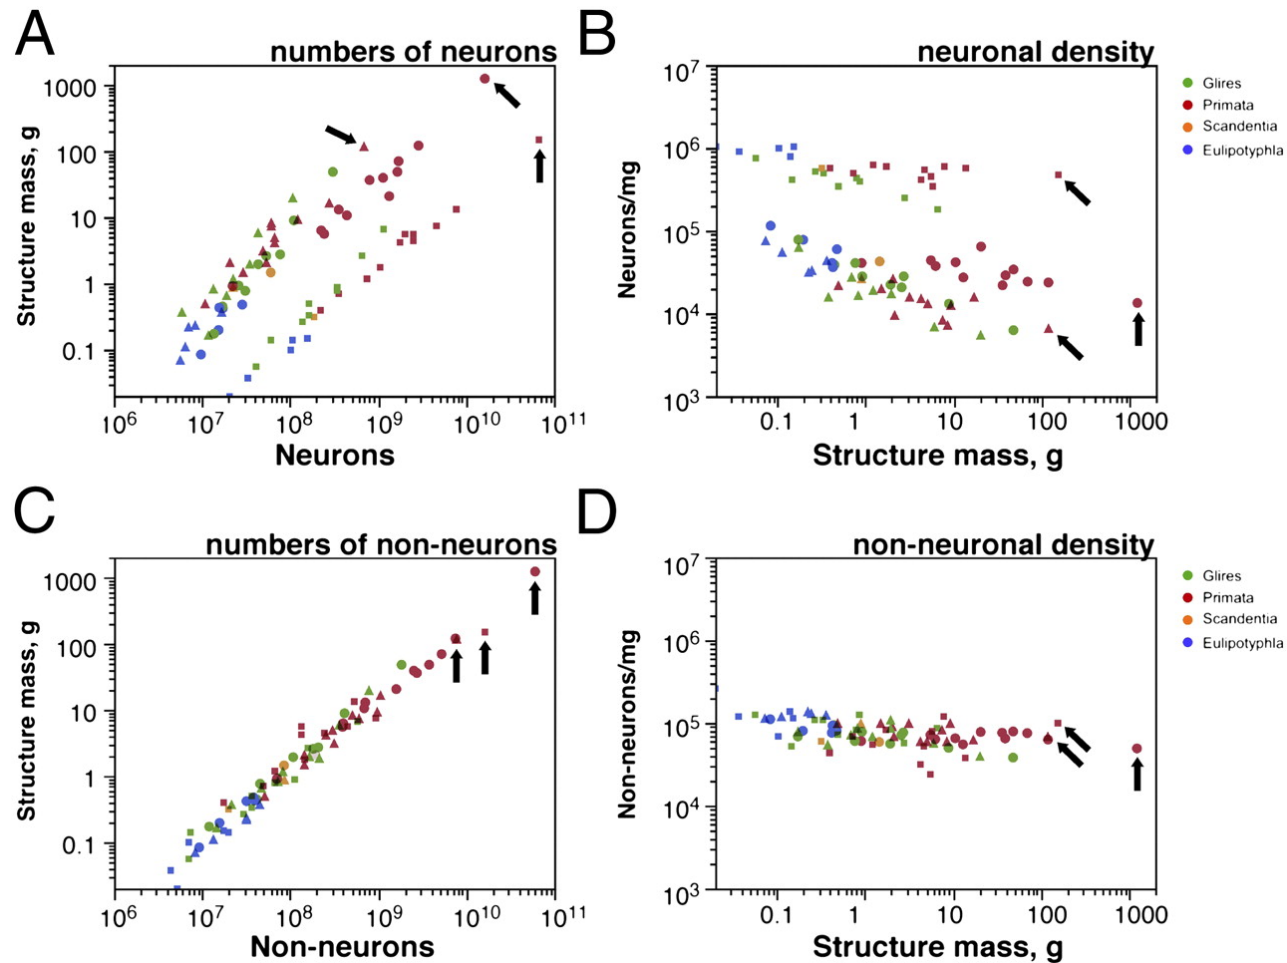 A
numbers of neurons
Structure mass, g
1000
100
10
1
0.1
10^6 10^7 10^8 10^9 10^10 10^11
Neurons
B
neuronal density
Neurons/mg
10^7
10^6
10^5
10^4
10^3
0.1 1 10 100 1000
Structure mass, g
Glires
Primata
Scandentia
Eulipotyphla
C
numbers of non-neurons
Structure mass, g
1000
100
10
1
0.1
10^6 10^7 10^8 10^9 10^10 10^11
Non-neurons
D
non-neuronal density
Non-neurons/mg
10^7
10^6
10^5
10^4
10^3
0.1 1 10 100 1000
Structure mass, g
Glires
Primata
Scandentia
Eulipotyphla